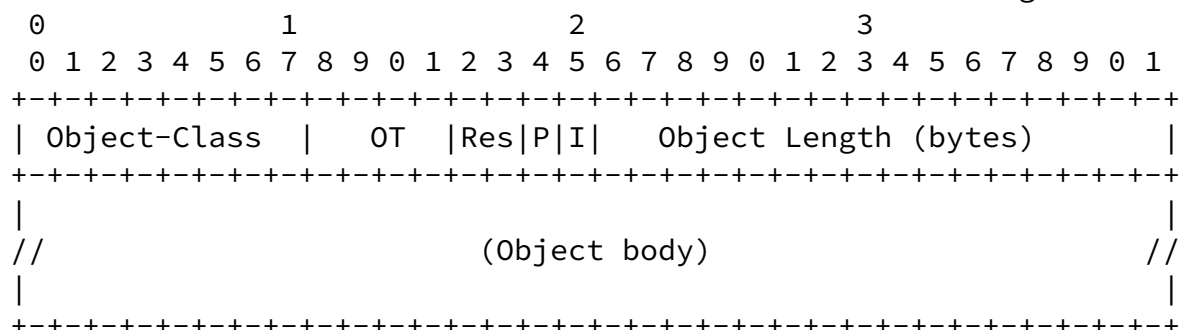 0                   1                   2                   3
0 1 2 3 4 5 6 7 8 9 0 1 2 3 4 5 6 7 8 9 0 1 2 3 4 5 6 7 8 9 0 1
+-+-+-+-+-+-+-+-+-+-+-+-+-+-+-+-+-+-+-+-+-+-+-+-+-+-+-+-+-+-+-+-+
| Object-Class  |   OT  |Res|P|I|   Object Length (bytes)       |
+-+-+-+-+-+-+-+-+-+-+-+-+-+-+-+-+-+-+-+-+-+-+-+-+-+-+-+-+-+-+-+-+
|                                                               |
//                        (Object body)                        //
|                                                               |
+-+-+-+-+-+-+-+-+-+-+-+-+-+-+-+-+-+-+-+-+-+-+-+-+-+-+-+-+-+-+-+-+